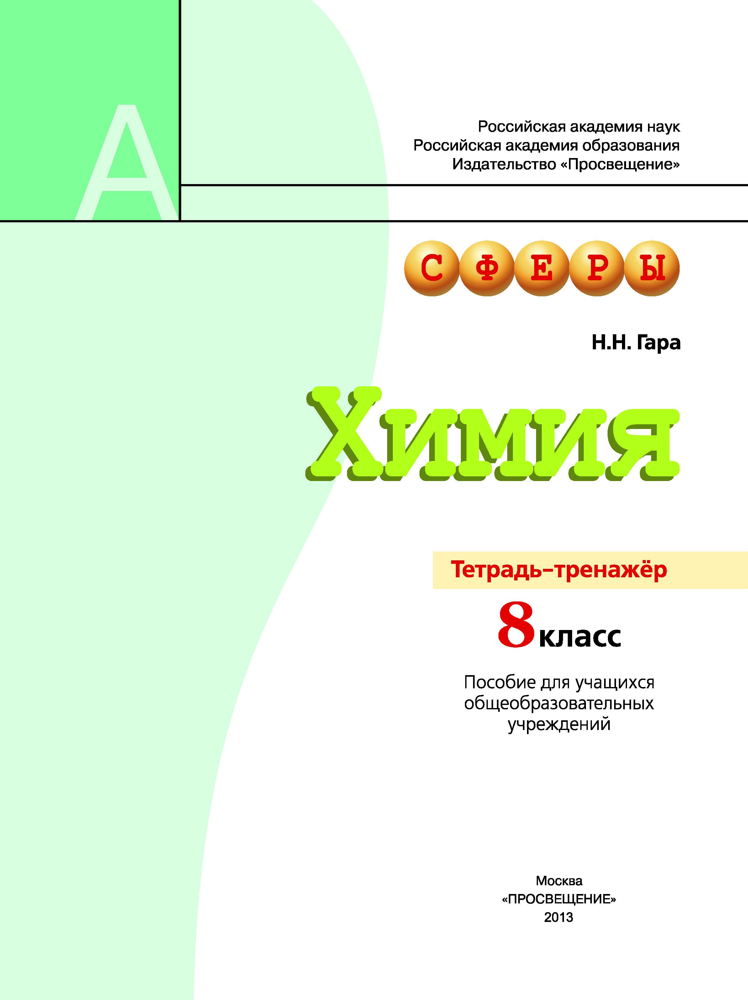 А
Российская академия наук
Российская академия образования
Издательство «Просвещение»
СФЕРЫ
Н.Н. Гара
Химия
Тетрадь-тренажёр
8 класс
Пособие для учащихся
общеобразовательных
учреждений
Москва
«ПРОСВЕЩЕНИЕ»
2013